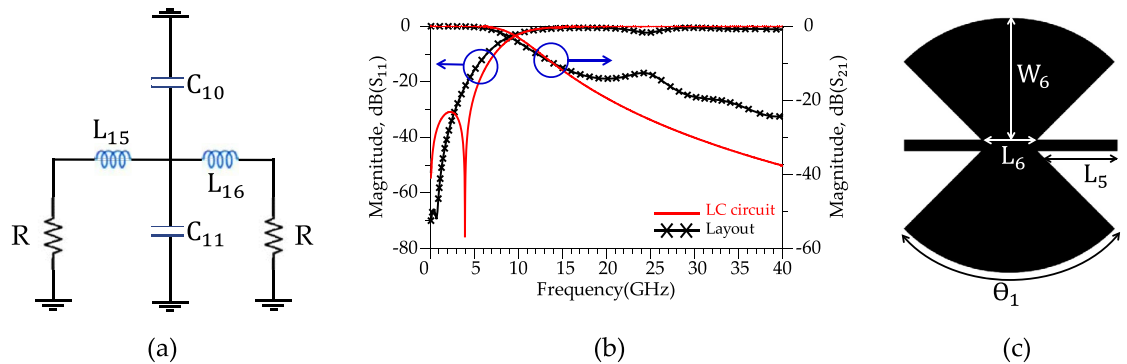 (a)
C₁₀
L₁₅
L₁₆
C₁₁
R
R
Magnitude, dB(S₁₁)
0
-20
-40
-60
-80
0
-20
-40
-60
Magnitude, dB(S₂₁)
LC circuit
Layout
0 5 10 15 20 25 30 35 40
Frequency(GHz)
(b)
W₆
L₆
L₅
Θ₁
(c)